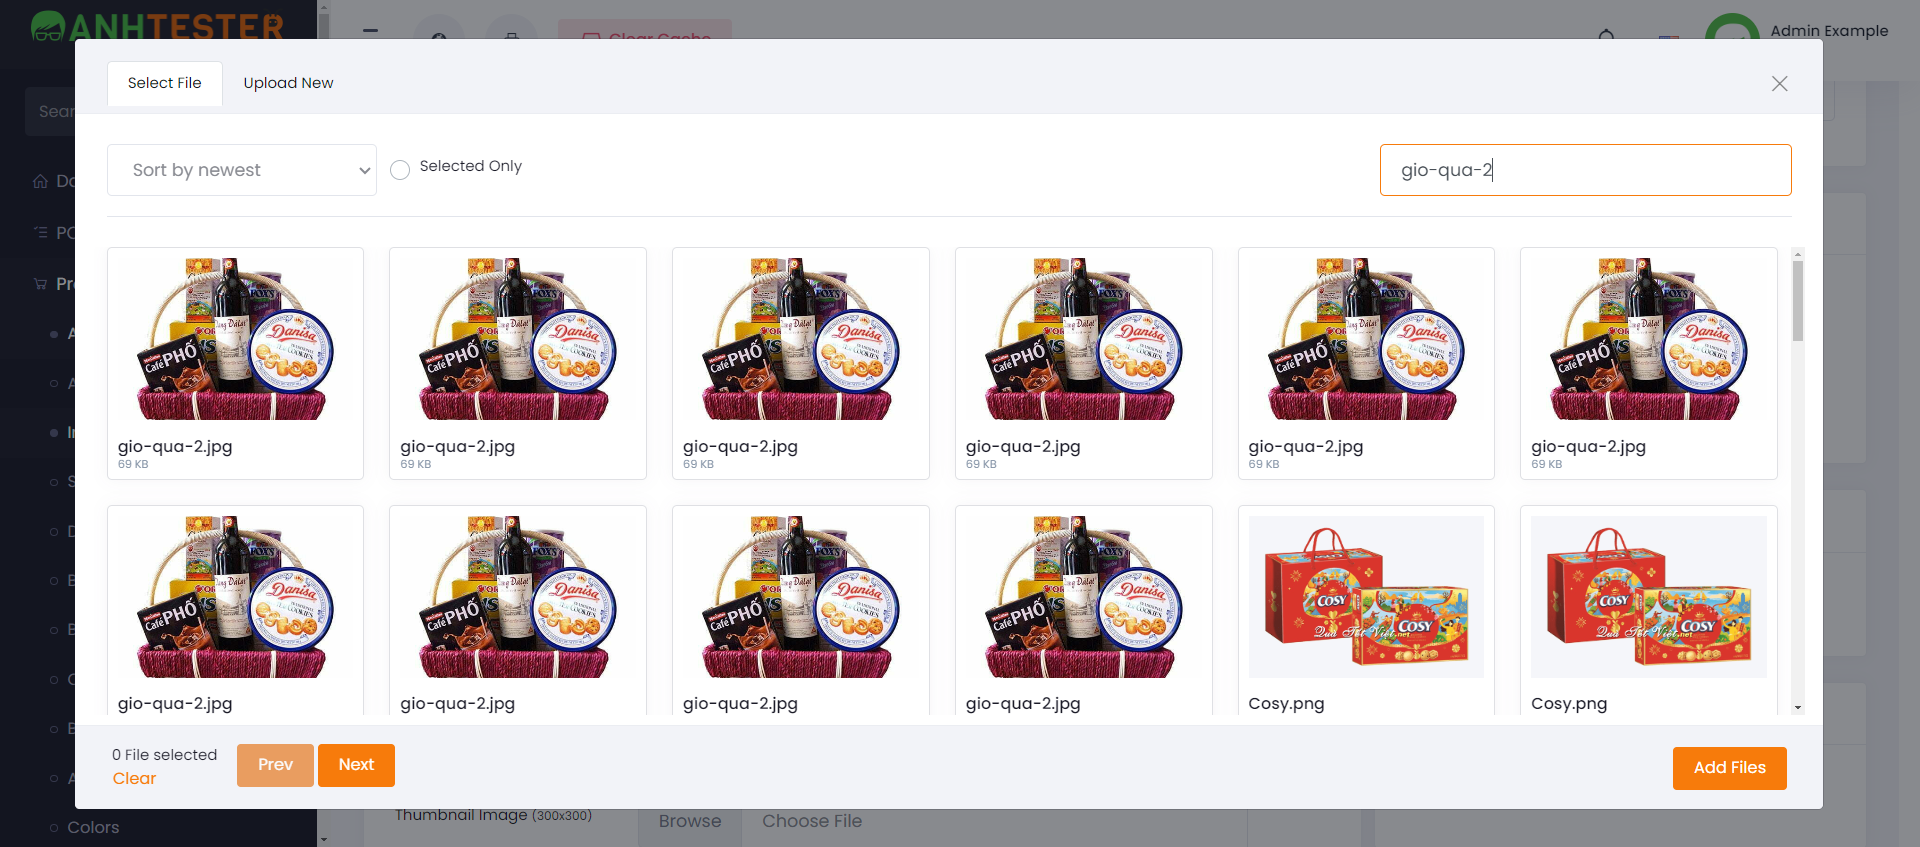 ANHTESTER
Clear Cache
Admin Example
Select File
Upload New
Sort by newest
Selected Only
gio-qua-2
gio-qua-2.jpg
69 KB
gio-qua-2.jpg
69 KB
gio-qua-2.jpg
69 KB
gio-qua-2.jpg
69 KB
gio-qua-2.jpg
69 KB
gio-qua-2.jpg
69 KB
gio-qua-2.jpg
gio-qua-2.jpg
gio-qua-2.jpg
gio-qua-2.jpg
Cosy.png
Cosy.png
0 File selected
Clear
Prev
Next
Add Files
Colors
Thumbnail Image (300x300)
Browse
Choose File